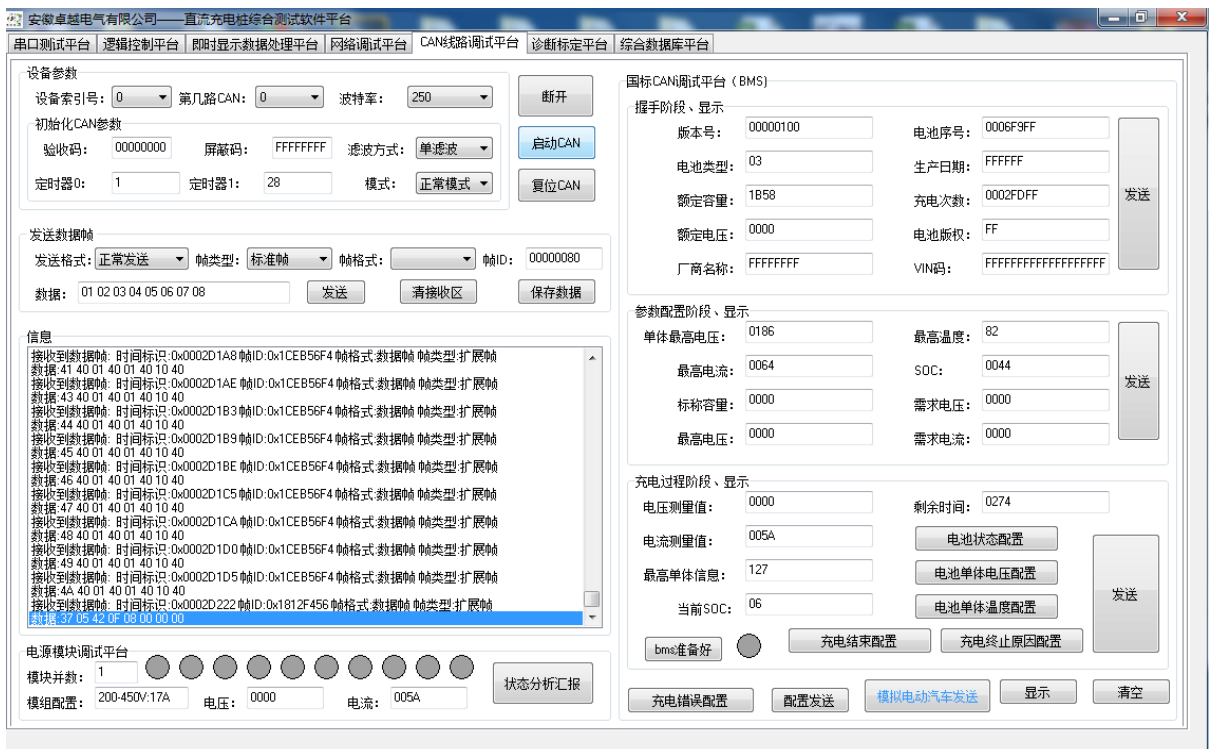 安徽卓越电气有限公司——直流充电桩综合测试软件平台
串口测试平台 逻辑控制平台 即时显示数据处理平台 网络调试平台 CAN线路调试平台 诊断标定平台 综合数据库平台
设备参数
设备索引号: 0 第几路CAN: 0 波特率: 250 断开
初始化CAN参数
验收码: 00000000 屏蔽码: FFFFFFFF 滤波方式: 单滤波 启动CAN
定时器0: 1 定时器1: 28 模式: 正常模式 复位CAN
发送数据帧
发送格式: 正常发送 帧类型: 标准帧 帧格式: 帧ID: 00000080
数据: 01 02 03 04 05 06 07 08 发送 清接收区 保存数据
信息
接收到数据帧: 时间标识:0x0002D1A8 帧ID:0x1CEB56F4 帧格式:数据帧 帧类型:扩展帧
数据:41 40 01 40 01 40 10 40
接收到数据帧: 时间标识:0x0002D1AE 帧ID:0x1CEB56F4 帧格式:数据帧 帧类型:扩展帧
数据:43 40 01 40 01 40 10 40
接收到数据帧: 时间标识:0x0002D1B3 帧ID:0x1CEB56F4 帧格式:数据帧 帧类型:扩展帧
数据:44 40 01 40 01 40 10 40
接收到数据帧: 时间标识:0x0002D1B9 帧ID:0x1CEB56F4 帧格式:数据帧 帧类型:扩展帧
数据:45 40 01 40 01 40 10 40
接收到数据帧: 时间标识:0x0002D1BE 帧ID:0x1CEB56F4 帧格式:数据帧 帧类型:扩展帧
数据:46 40 01 40 01 40 10 40
接收到数据帧: 时间标识:0x0002D1C5 帧ID:0x1CEB56F4 帧格式:数据帧 帧类型:扩展帧
数据:47 40 01 40 01 40 10 40
接收到数据帧: 时间标识:0x0002D1CA 帧ID:0x1CEB56F4 帧格式:数据帧 帧类型:扩展帧
数据:48 40 01 40 01 40 10 40
接收到数据帧: 时间标识:0x0002D1D0 帧ID:0x1CEB56F4 帧格式:数据帧 帧类型:扩展帧
数据:49 40 01 40 01 40 10 40
接收到数据帧: 时间标识:0x0002D1D5 帧ID:0x1CEB56F4 帧格式:数据帧 帧类型:扩展帧
数据:4A 40 01 40 01 40 10 40
接收到数据帧: 时间标识:0x0002D222 帧ID:0x1812F456 帧格式:数据帧 帧类型:扩展帧
数据:37 05 42 0F 08 00 00 00
电源模块调试平台
模块并数: 1
模组配置: 200-450V:17A 电压: 0000 电流: 005A 状态分析汇报
国标CAN调试平台（BMS）
握手阶段、显示
版本号: 00000100 电池序号: 0006F9FF
电池类型: 03 生产日期: FFFFFF
额定容量: 1B58 充电次数: 0002FDFF 发送
额定电压: 0000 电池版权: FF
厂商名称: FFFFFFFF VIN码: FFFFFFFFFFFFFFFFFFF
参数配置阶段、显示
单体最高电压: 0186 最高温度: 82
最高电流: 0064 SOC: 0044 发送
标称容量: 0000 需求电压: 0000
最高电压: 0000 需求电流: 0000
充电过程阶段、显示
电压测量值: 0000 剩余时间: 0274
电流测量值: 005A 电池状态配置
最高单体信息: 127 电池单体电压配置
当前SOC: 06 电池单体温度配置 发送
bms准备好 充电结束配置 充电终止原因配置
充电错误配置 配置发送 模拟电动汽车发送 显示 清空